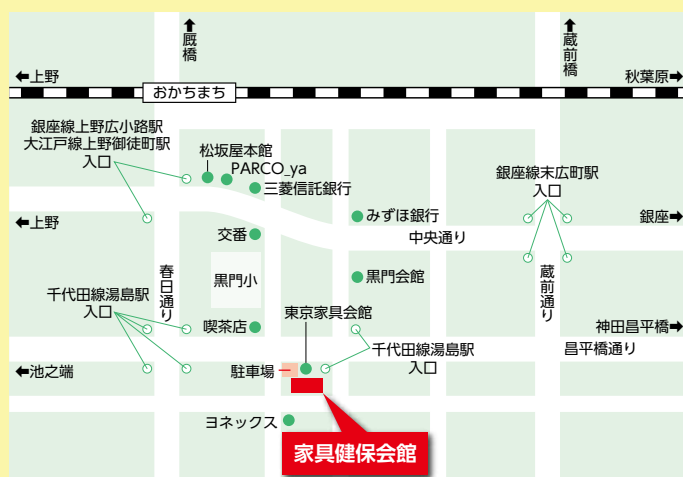 ↑
厩橋
↑
蔵前橋
←上野
秋葉原→
おかちまち
銀座線上野広小路駅
大江戸線上野御徒町駅
入口
松坂屋本館
PARCO_ya
三菱信託銀行
銀座線末広町駅
入口
みずほ銀行
←上野
銀座→
交番
中央通り
春日通り
黒門小
黒門会館
蔵前通り
千代田線湯島駅
入口
東京家具会館
喫茶店
神田昌平橋→
千代田線湯島駅
入口
昌平橋通り
←池之端
駐車場
ヨネックス
家具健保会館